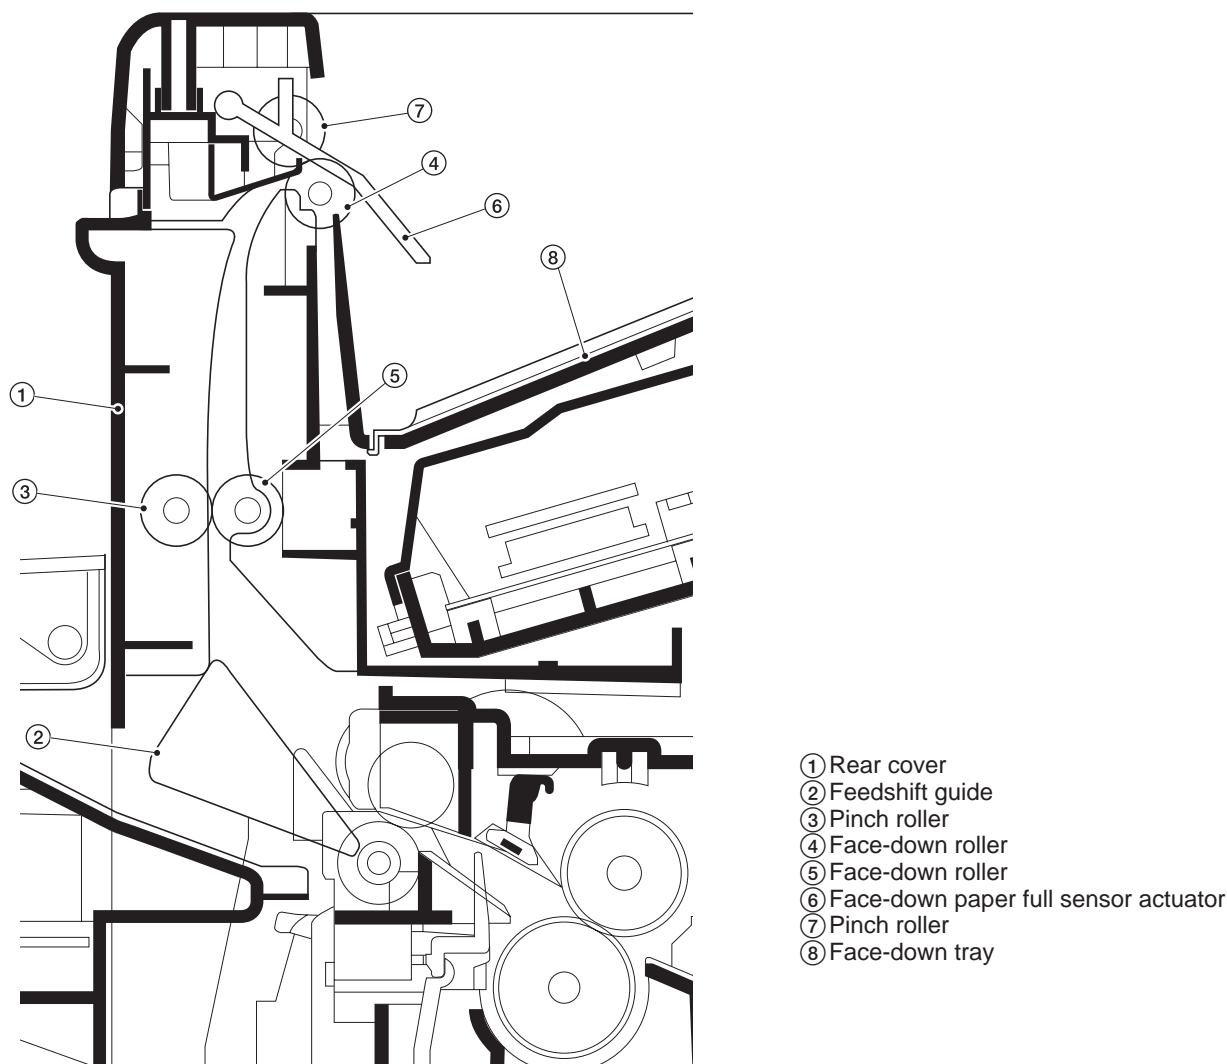 ⑦
④
⑥
⑧
⑤
①
③
②
① Rear cover
② Feedshift guide
③ Pinch roller
④ Face-down roller
⑤ Face-down roller
⑥ Face-down paper full sensor actuator
⑦ Pinch roller
⑧ Face-down tray